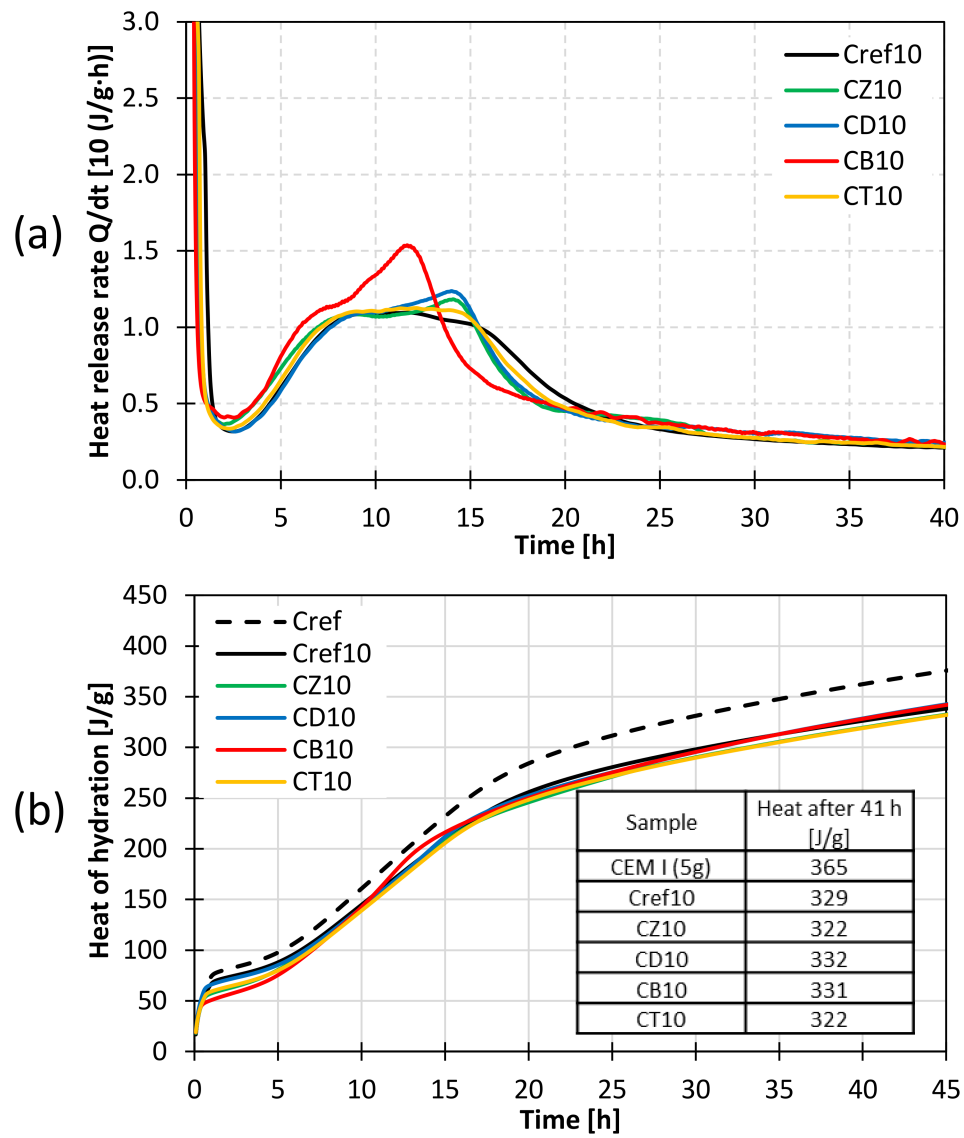 (a)
Heat release rate Q/dt [10 (J/g·h)]
3.0
2.5
2.0
1.5
1.0
0.5
0.0
Cref10
CZ10
CD10
CB10
CT10
0 5 10 15 20 25 30 35 40
Time [h]
(b)
Heat of hydration [J/g]
450
400
350
300
250
200
150
100
50
0
Cref
Cref10
CZ10
CD10
CB10
CT10
Sample Heat after 41 h
[J/g]
CEM I (5g) 365
Cref10 329
CZ10 322
CD10 332
CB10 331
CT10 322
0 5 10 15 20 25 30 35 40 45
Time [h]